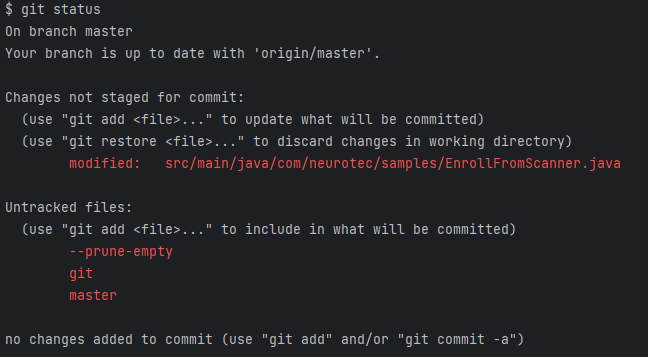 $ git status
On branch master
Your branch is up to date with 'origin/master'.
Changes not staged for commit:
(use "git add <file>..." to update what will be committed)
(use "git restore <file>..." to discard changes in working directory)
modified: src/main/java/com/neurotec/samples/EnrollFromScanner.java
Untracked files:
(use "git add <file>..." to include in what will be committed)
--prune-empty
git
master
no changes added to commit (use "git add" and/or "git commit -a")